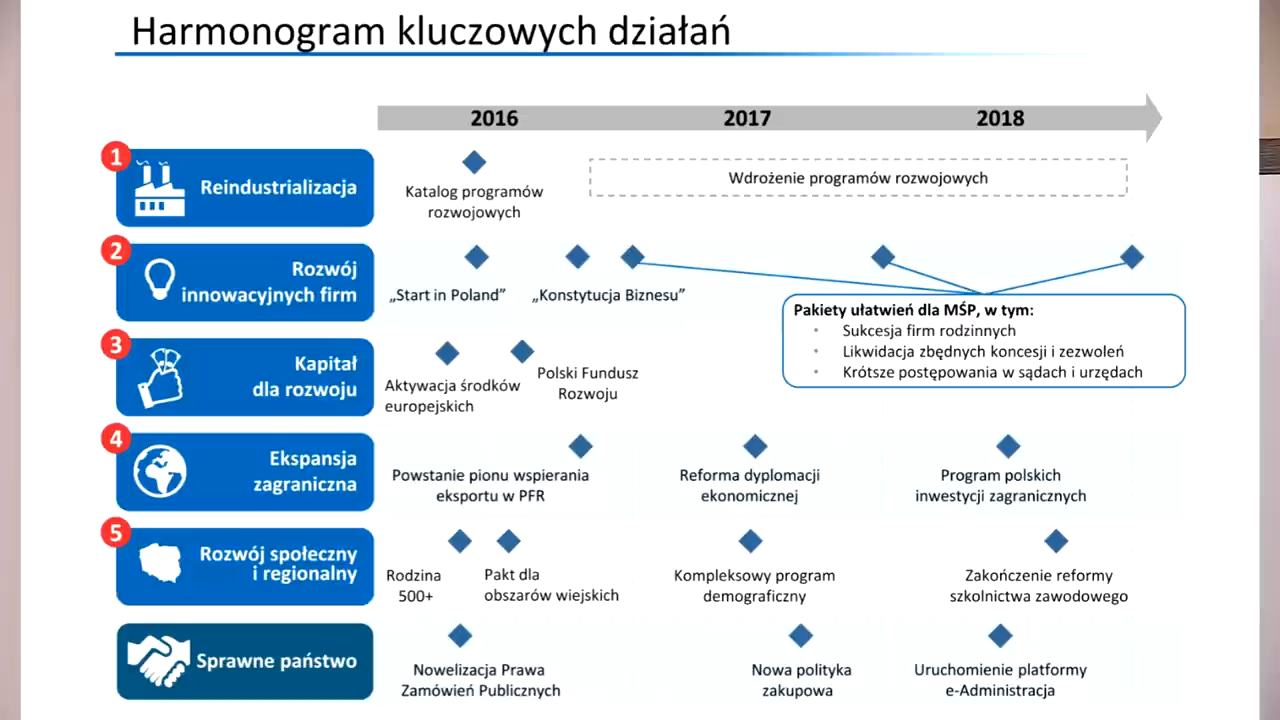 Harmonogram kluczowych działań
2016
2017
2018
1
Reindustrializacja
Katalog programów
rozwojowych
Wdrożenie programów rozwojowych
2
Rozwój
innowacyjnych firm
„Start in Poland”
„Konstytucja Biznesu”
Pakiety ułatwień dla MŚP, w tym:
• Sukcesja firm rodzinnych
• Likwidacja zbędnych koncesji i zezwoleń
• Krótsze postępowania w sądach i urzędach
3
Kapitał
dla rozwoju
Aktywacja środków
europejskich
Polski Fundusz
Rozwoju
4
Ekspansja
zagraniczna
Powstanie pionu wspierania
eksportu w PFR
Reforma dyplomacji
ekonomicznej
Program polskich
inwestycji zagranicznych
5
Rozwój społeczny
i regionalny
Rodzina
500+
Pakt dla
obszarów wiejskich
Kompleksowy program
demograficzny
Zakończenie reformy
szkolnictwa zawodowego
Sprawne państwo
Nowelizacja Prawa
Zamówień Publicznych
Nowa polityka
zakupowa
Uruchomienie platformy
e-Administracja